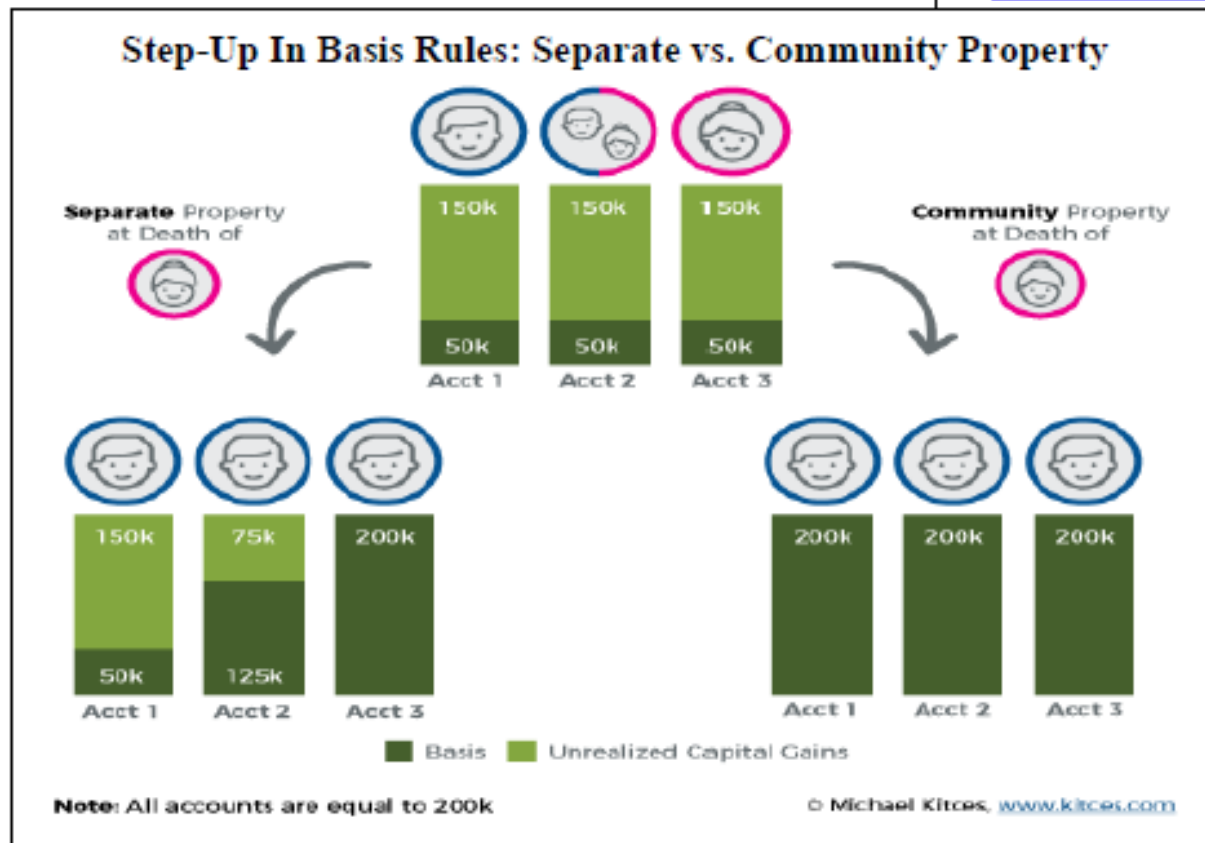 Step-Up In Basis Rules: Separate vs. Community Property
Separate Property
at Death of
150k 150k 150k
50k 50k 50k
Acct 1 Acct 2 Acct 3
Community Property
at Death of
150k 75k 200k
50k 125k
Acct 1 Acct 2 Acct 3
200k 200k 200k
Acct 1 Acct 2 Acct 3
Basis Unrealized Capital Gains
Note: All accounts are equal to 200k
© Michael Kitces, www.kitces.com